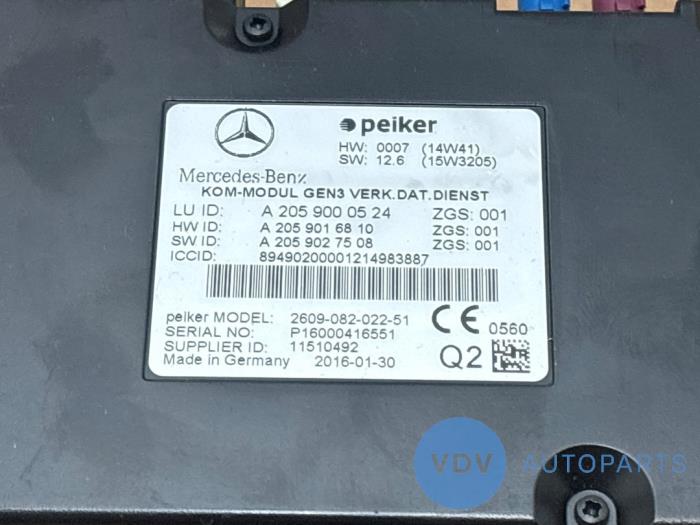 peiker
HW: 0007 (14W41)
SW: 12.6 (15W3205)
Mercedes-Benz
KOM-MODUL GEN3 VERK.DAT.DIENST
LU ID: A 205 900 05 24 ZGS: 001
HW ID: A 205 901 68 10 ZGS: 001
SW ID: A 205 902 75 08 ZGS: 001
ICCID: 89490200001214983887
peiker MODEL: 2609-082-022-51
SERIAL NO: P16000416551
SUPPLIER ID: 11510492
Made in Germany 2016-01-30
CE 0560
Q2
VDV AUTOPARTS